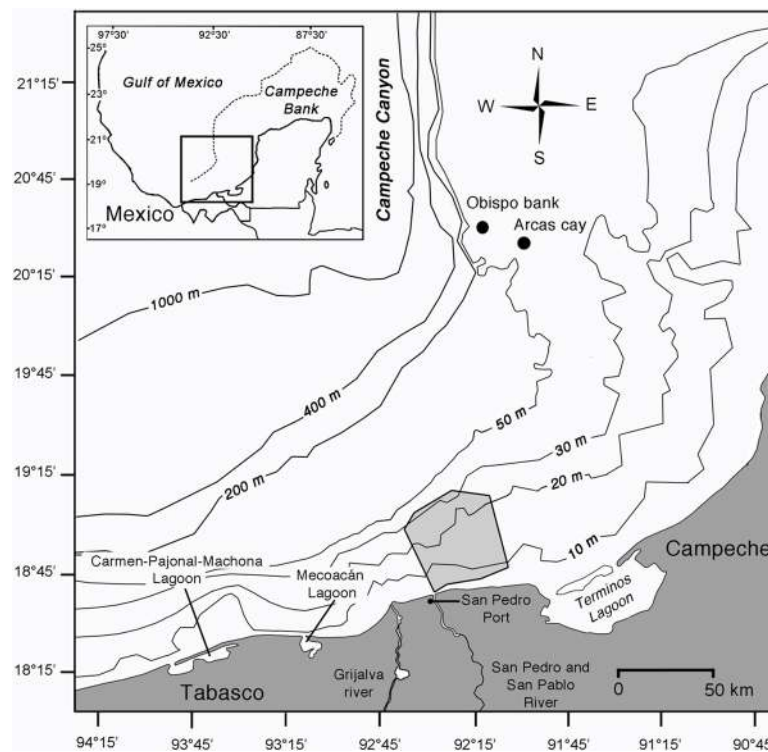 97°30'
92°30'
87°30'
25°
23°
21°
19°
17°
Gulf of Mexico
Campeche
Bank
Mexico
Campeche Canyon
N
W
E
S
21°15'
20°45'
20°15'
19°45'
19°15'
18°45'
18°15'
Obispo bank
Arcas cay
1000 m
400 m
200 m
50 m
30 m
20 m
10 m
Carmen-Pajonal-Machona
Lagoon
Mecoacán
Lagoon
Campeche
Terminos
Lagoon
San Pedro
Port
Tabasco
Grijalva
river
San Pedro and
San Pablo
River
0
50 km
94°15'
93°45'
92°45'
92°15'
91°45'
91°15'
90°45'